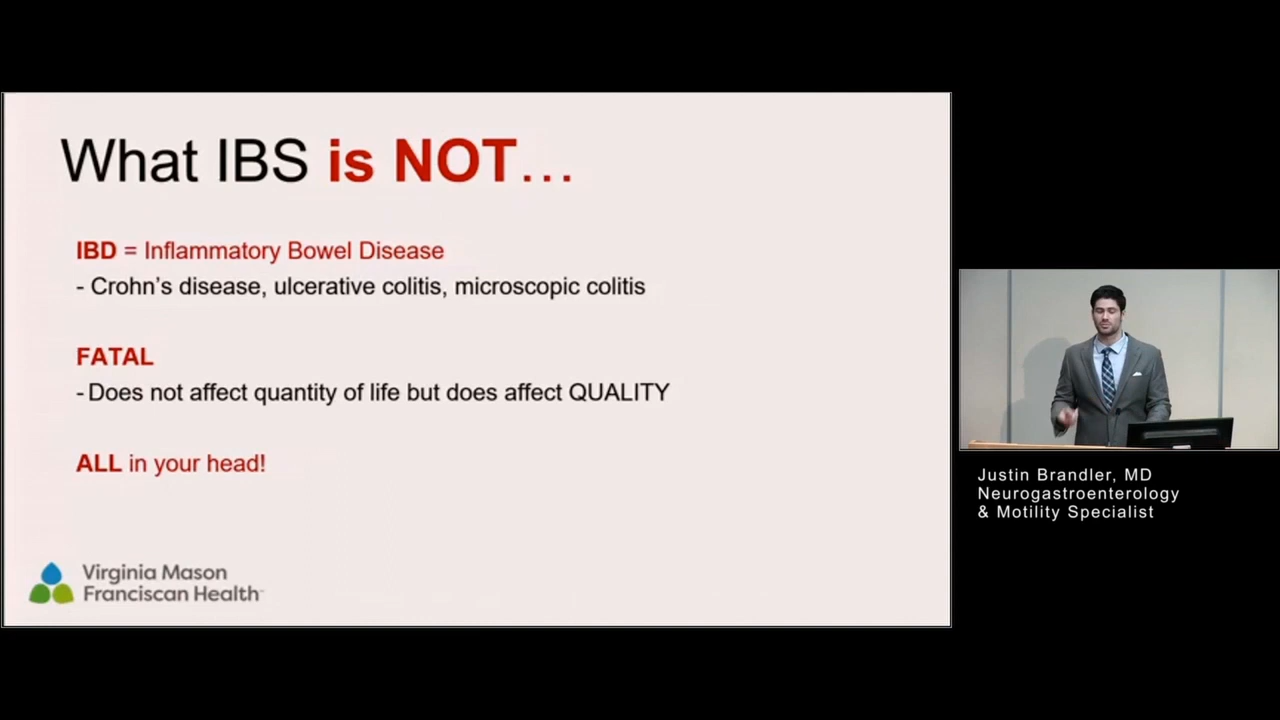 What IBS is NOT…
IBD = Inflammatory Bowel Disease
- Crohn's disease, ulcerative colitis, microscopic colitis
FATAL
- Does not affect quantity of life but does affect QUALITY
ALL in your head!
Virginia Mason
Franciscan Health
Justin Brandler, MD
Neurogastroenterology
& Motility Specialist